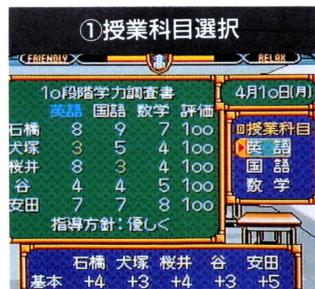 ①授業科目選択
FRIENDLY 高 RELAX
10段階学力調査書
英語 国語 数学 評価
石橋 8 9 7 100
犬塚 3 5 4 100
桜井 8 3 4 100
谷 4 4 5 100
安田 7 7 8 100
指導方針:優しく
4月10日(月)
授業科目
英語
国語
数学
石橋 犬塚 桜井 谷 安田
基本 +4 +3 +4 +3 +5